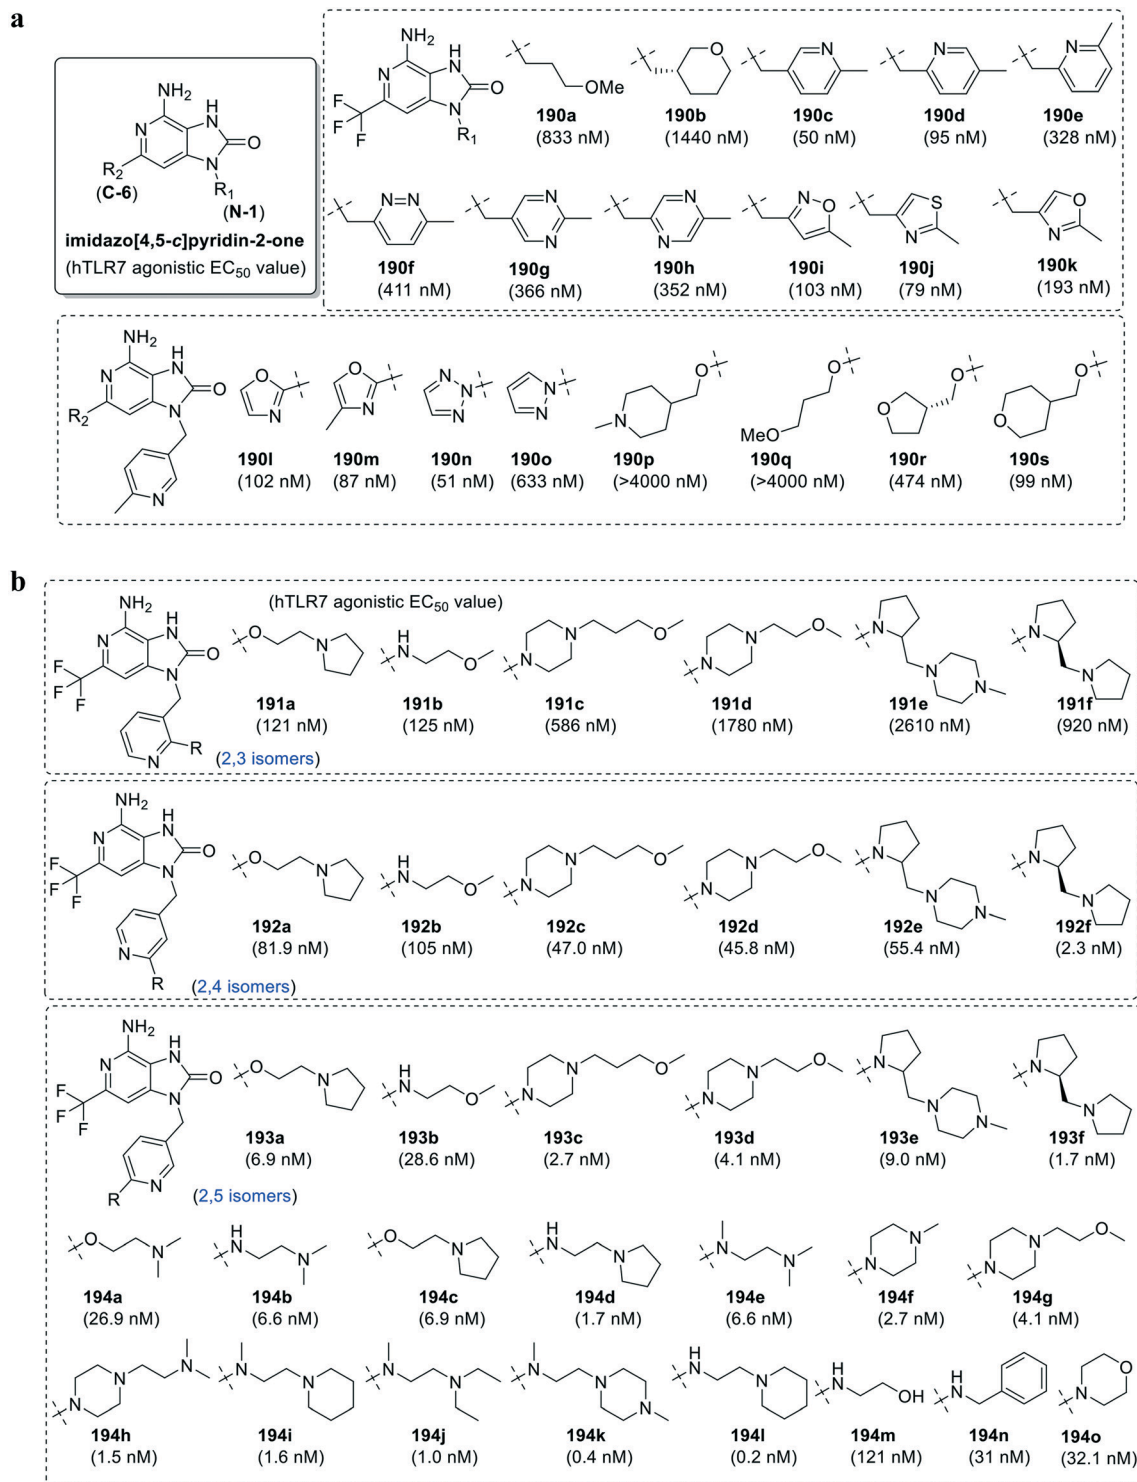 a
NH2
N
H
N
O
N
R2
R1
(C-6)
(N-1)
imidazo[4,5-c]pyridin-2-one
(hTLR7 agonistic EC50 value)
NH2
N
H
N
O
N
F
F
F
R1
OMe
190a
(833 nM)
O
190b
(1440 nM)
N
190c
(50 nM)
N
190d
(95 nM)
N
190e
(328 nM)
N N
190f
(411 nM)
N
N
190g
(366 nM)
N
N
190h
(352 nM)
N O
190i
(103 nM)
S
N
190j
(79 nM)
O
N
190k
(193 nM)
NH2
N
H
N
O
N
R2
N
O
N
190l
(102 nM)
O
N
190m
(87 nM)
N
N
N
190n
(51 nM)
N
N
190o
(633 nM)
O
N
190p
(>4000 nM)
O
MeO
190q
(>4000 nM)
O
O
190r
(474 nM)
O
O
190s
(99 nM)
b
(hTLR7 agonistic EC50 value)
NH2
N
H
N
O
N
F
F
F
N
R
(2,3 isomers)
O
N
191a
(121 nM)
H
N
O
191b
(125 nM)
N
N
O
191c
(586 nM)
N
N
O
191d
(1780 nM)
N
N
N
191e
(2610 nM)
N
N
191f
(920 nM)
NH2
N
H
N
O
N
F
F
F
N
R
(2,4 isomers)
O
N
192a
(81.9 nM)
H
N
O
192b
(105 nM)
N
N
O
192c
(47.0 nM)
N
N
O
192d
(45.8 nM)
N
N
N
192e
(55.4 nM)
N
N
192f
(2.3 nM)
NH2
N
H
N
O
N
F
F
F
R
N
(2,5 isomers)
O
N
193a
(6.9 nM)
H
N
O
193b
(28.6 nM)
N
N
O
193c
(2.7 nM)
N
N
O
193d
(4.1 nM)
N
N
N
193e
(9.0 nM)
N
N
193f
(1.7 nM)
O
N
194a
(26.9 nM)
H
N
N
194b
(6.6 nM)
O
N
194c
(6.9 nM)
H
N
N
194d
(1.7 nM)
N
N
194e
(6.6 nM)
N
N
194f
(2.7 nM)
N
N
O
194g
(4.1 nM)
N
N
N
194h
(1.5 nM)
N
N
194i
(1.6 nM)
N
N
194j
(1.0 nM)
N
N
N
194k
(0.4 nM)
H
N
N
194l
(0.2 nM)
H
N
OH
194m
(121 nM)
H
N
194n
(31 nM)
O
N
194o
(32.1 nM)